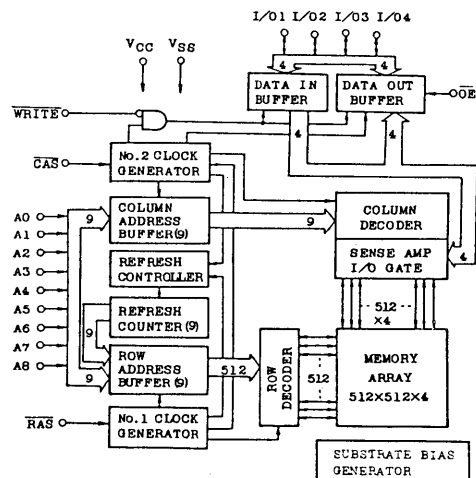 I/O1 I/O2 I/O3 I/O4
VCC VSS
4 4
DATA IN
BUFFER
DATA OUT
BUFFER
OE
WRITE
4 4
CAS
No.2 CLOCK
GENERATOR
A0
A1
A2
A3
A4
A5
A6
A7
A8
9
COLUMN
ADDRESS
BUFFER(9)
9
COLUMN
DECODER
REFRESH
CONTROLLER
SENSE AMP
I/O GATE
4
REFRESH
COUNTER(9)
512
×4
9
9
ROW
ADDRESS
BUFFER(9)
512
ROW
DECODER
512
MEMORY
ARRAY
512×512×4
RAS
No.1 CLOCK
GENERATOR
SUBSTRATE BIAS
GENERATOR